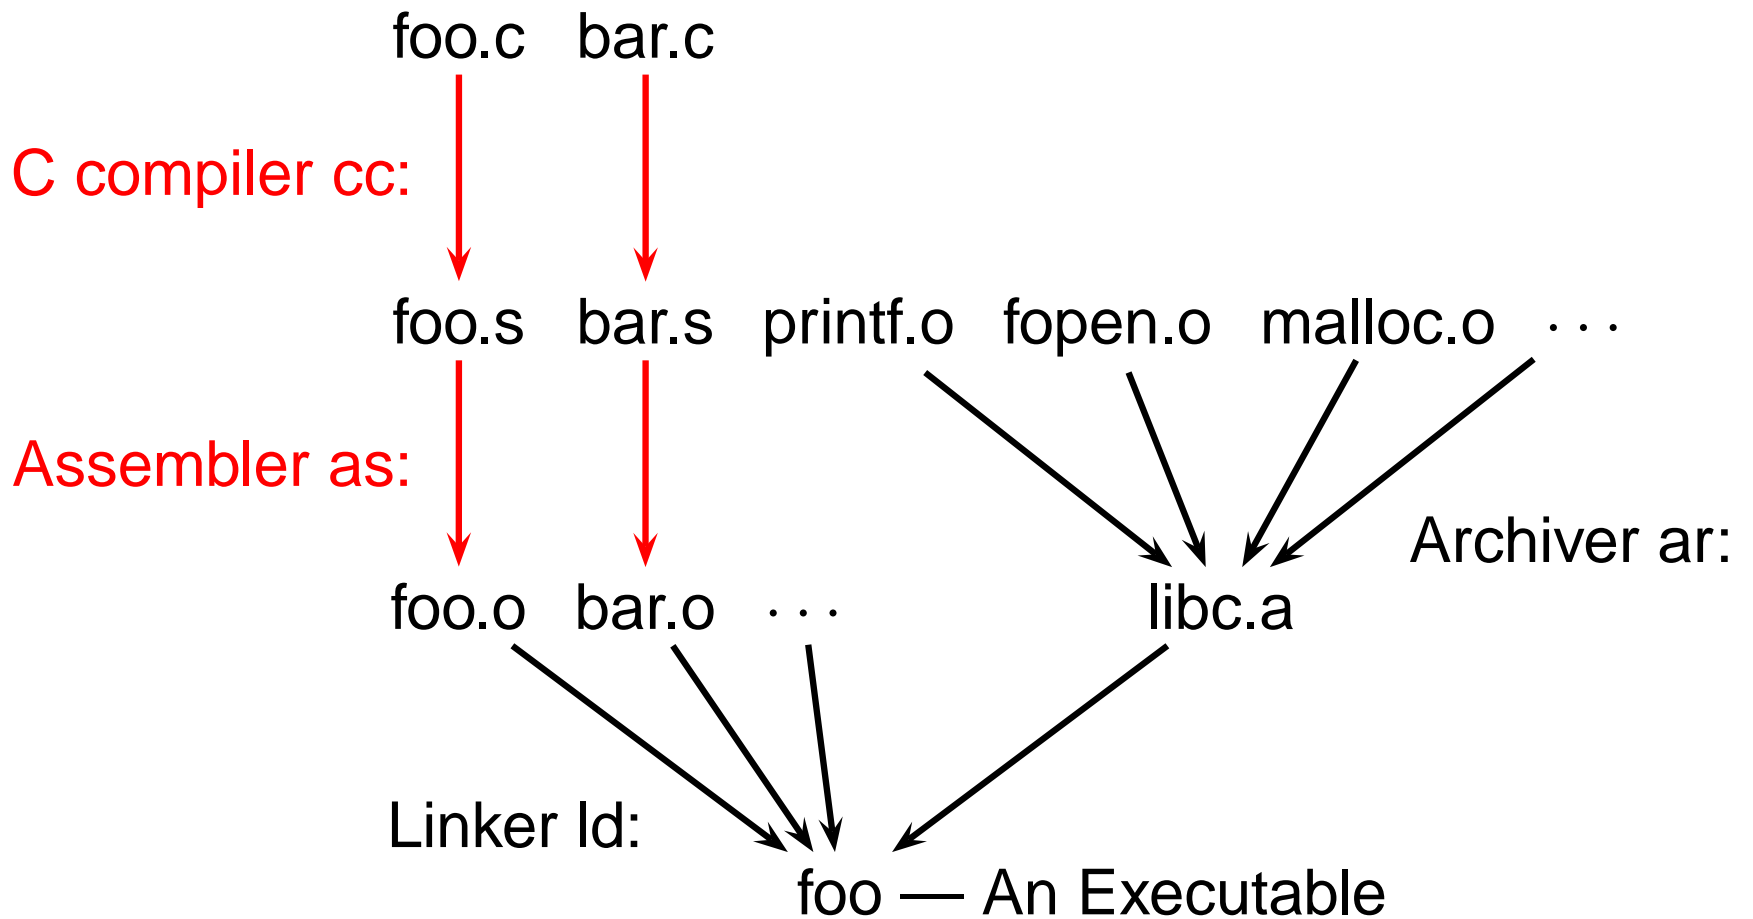 foo.c bar.c
C compiler cc:
foo.s bar.s printf.o fopen.o malloc.o · · ·
Assembler as:
Archiver ar:
foo.o bar.o · · · libc.a
Linker ld:
foo — An Executable